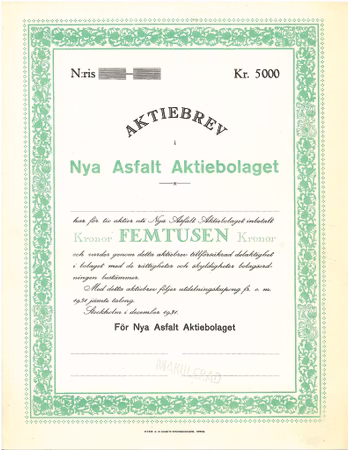 N:ris
Kr. 5000
AKTIEBREV
i
Nya Asfalt Aktiebolaget
har för tio aktier uti Nya Asfalt Aktiebolaget inbetalt
Kronor FEMTUSEN Kronor
och varder genom detta aktiebrev tillförsäkrad delaktighet
i bolaget med de rättigheter och skyldigheter bolagsord-
ningen bestämmer.
Med detta aktiebrev följer utdelningskupong fr. o. m.
1931 jämte talong.
Stockholm i december 1931.
För Nya Asfalt Aktiebolaget
MAKULERAD